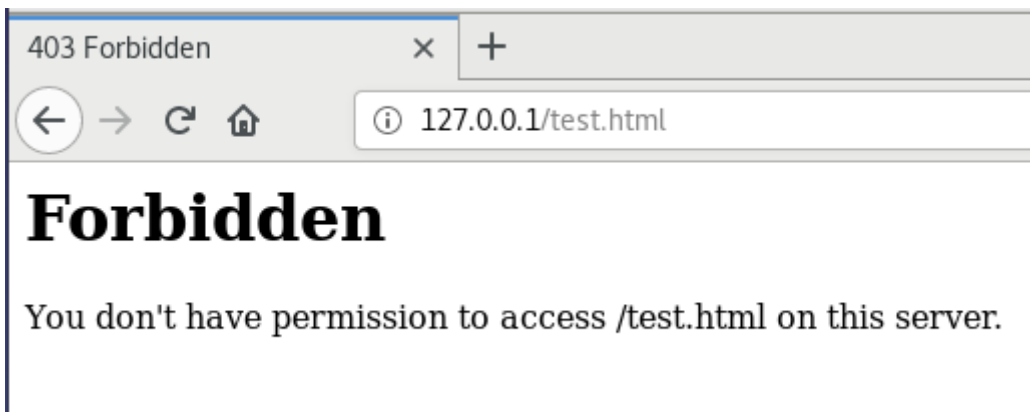 403 Forbidden
127.0.0.1/test.html
Forbidden
You don't have permission to access /test.html on this server.